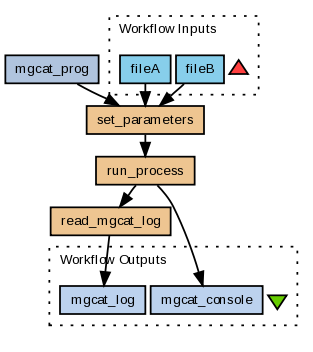 Workflow Inputs
mgcat_prog
fileA
fileB
set_parameters
run_process
read_mgcat_log
Workflow Outputs
mgcat_log
mgcat_console